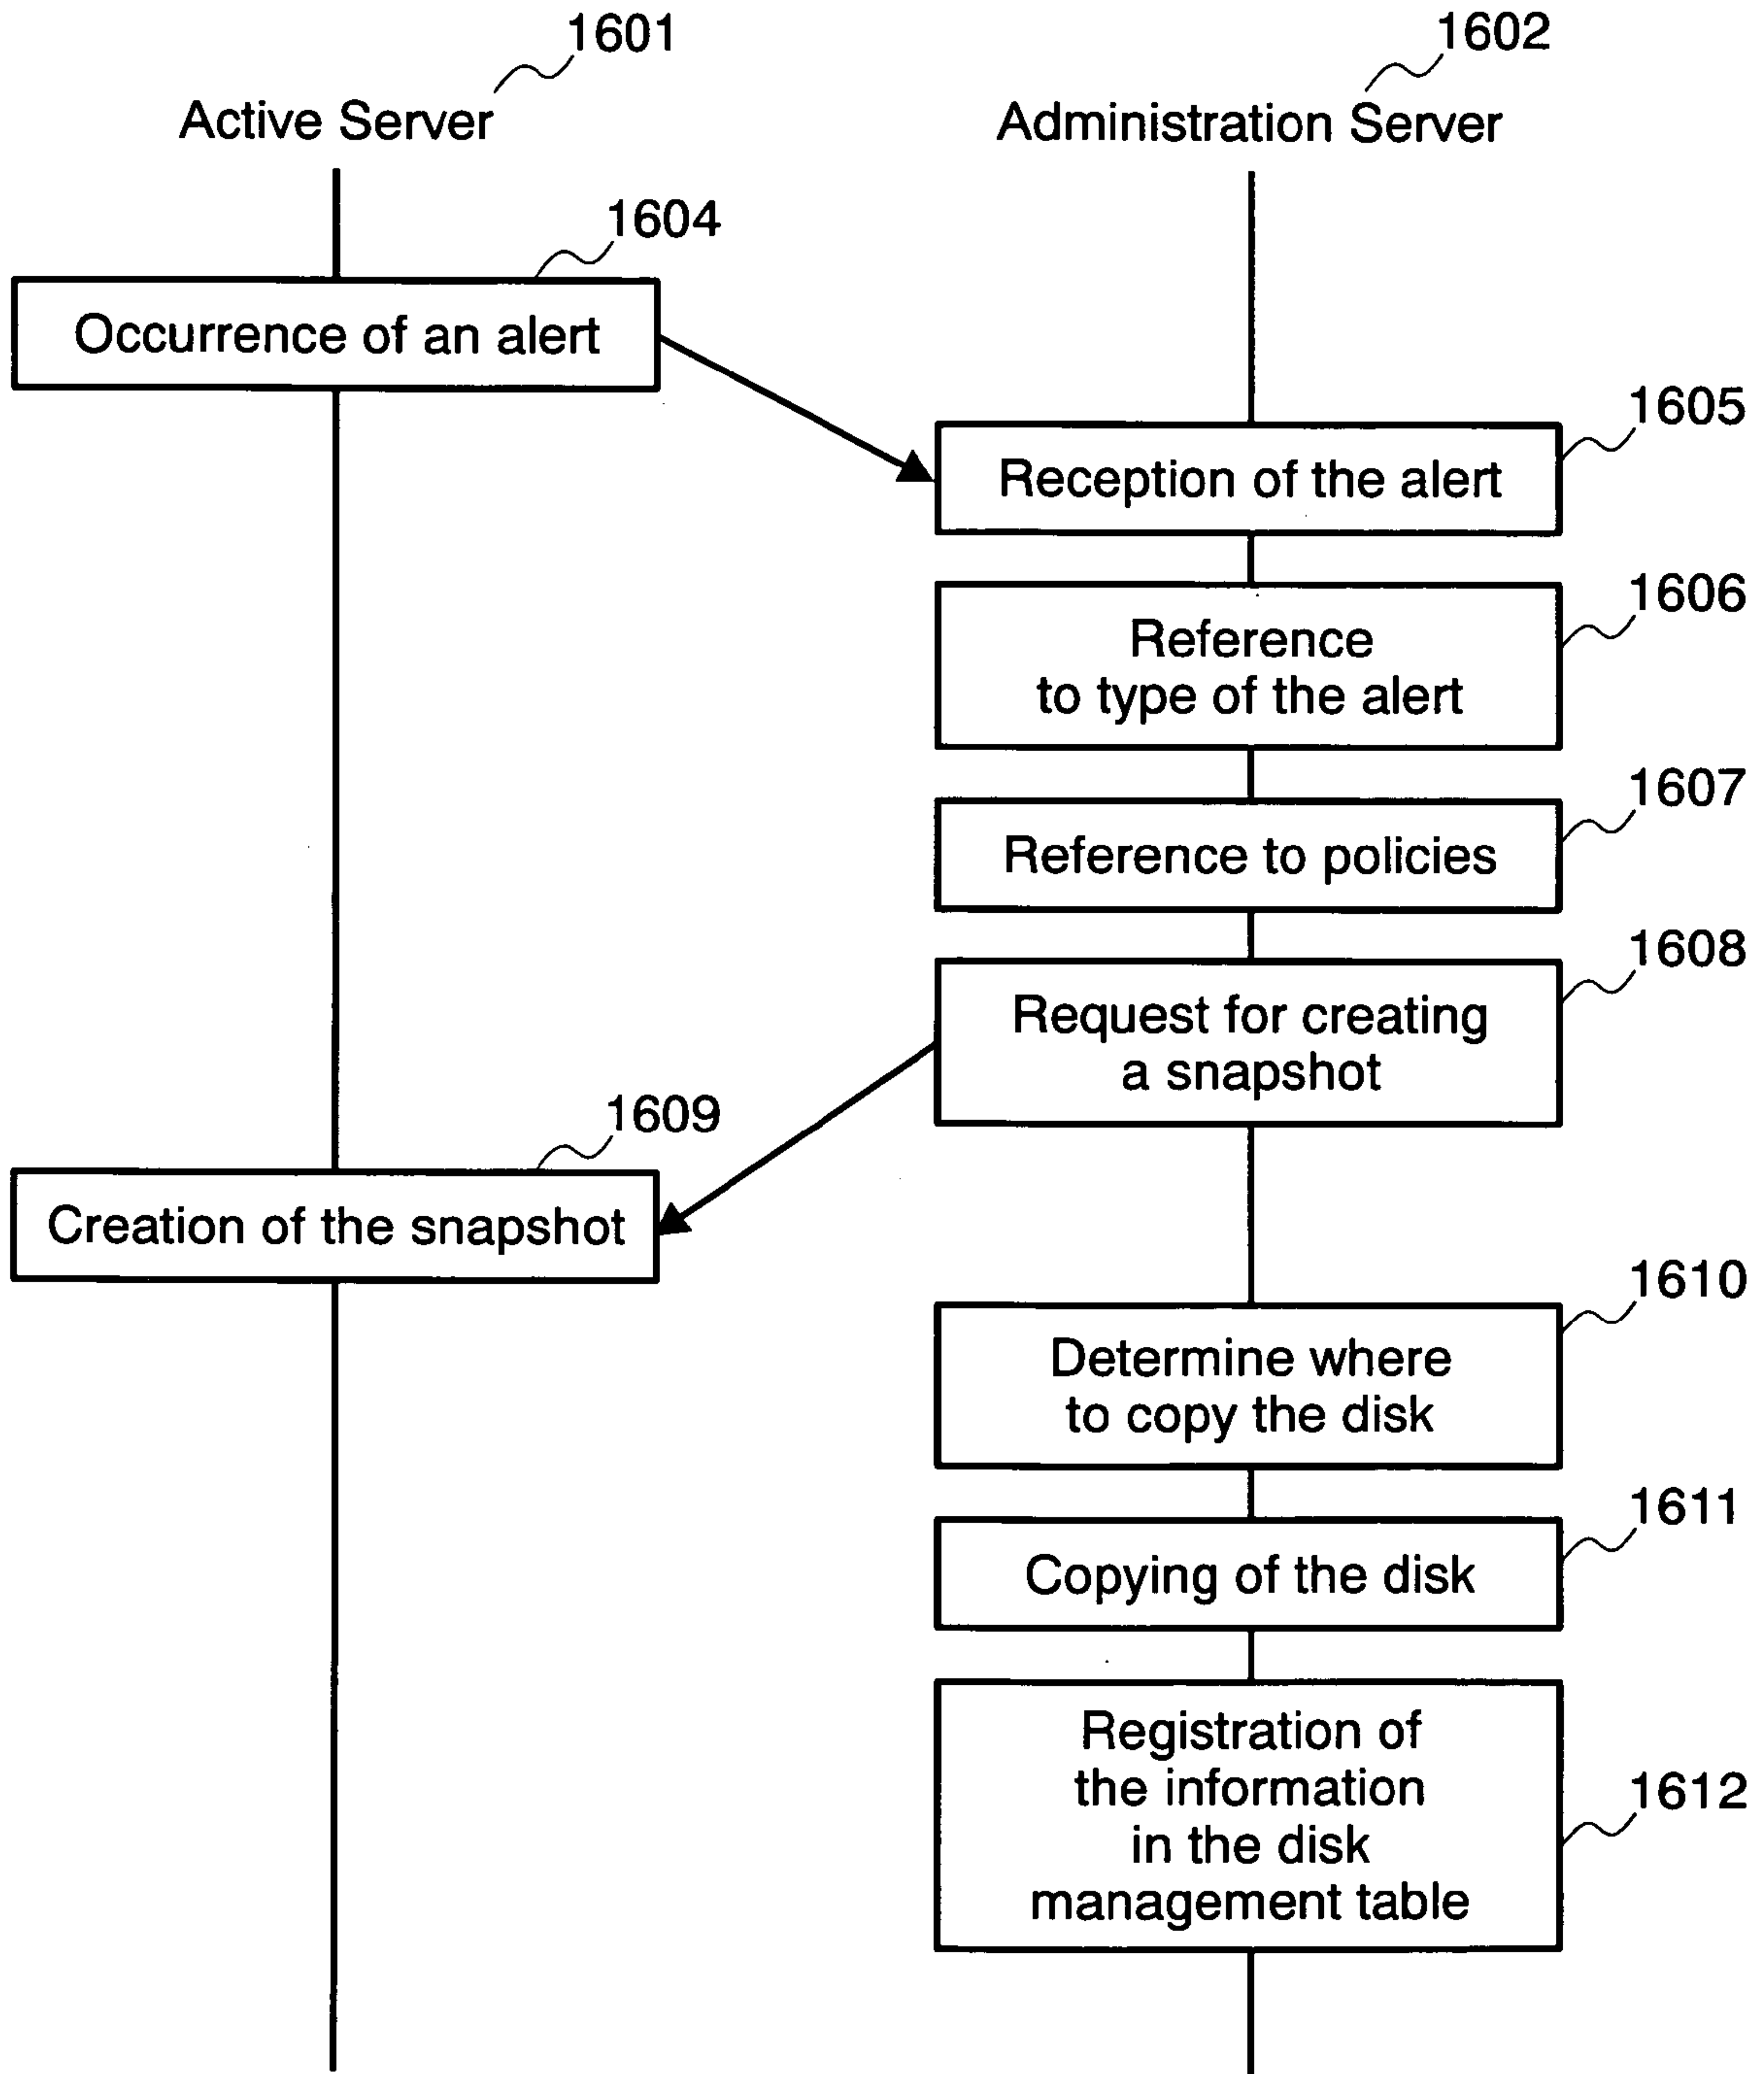 1601
1602
Active Server
Administration Server
1604
Occurrence of an alert
1605
Reception of the alert
1606
Reference
to type of the alert
1607
Reference to policies
1608
Request for creating
a snapshot
1609
Creation of the snapshot
1610
Determine where
to copy the disk
1611
Copying of the disk
1612
Registration of
the information
in the disk
management table